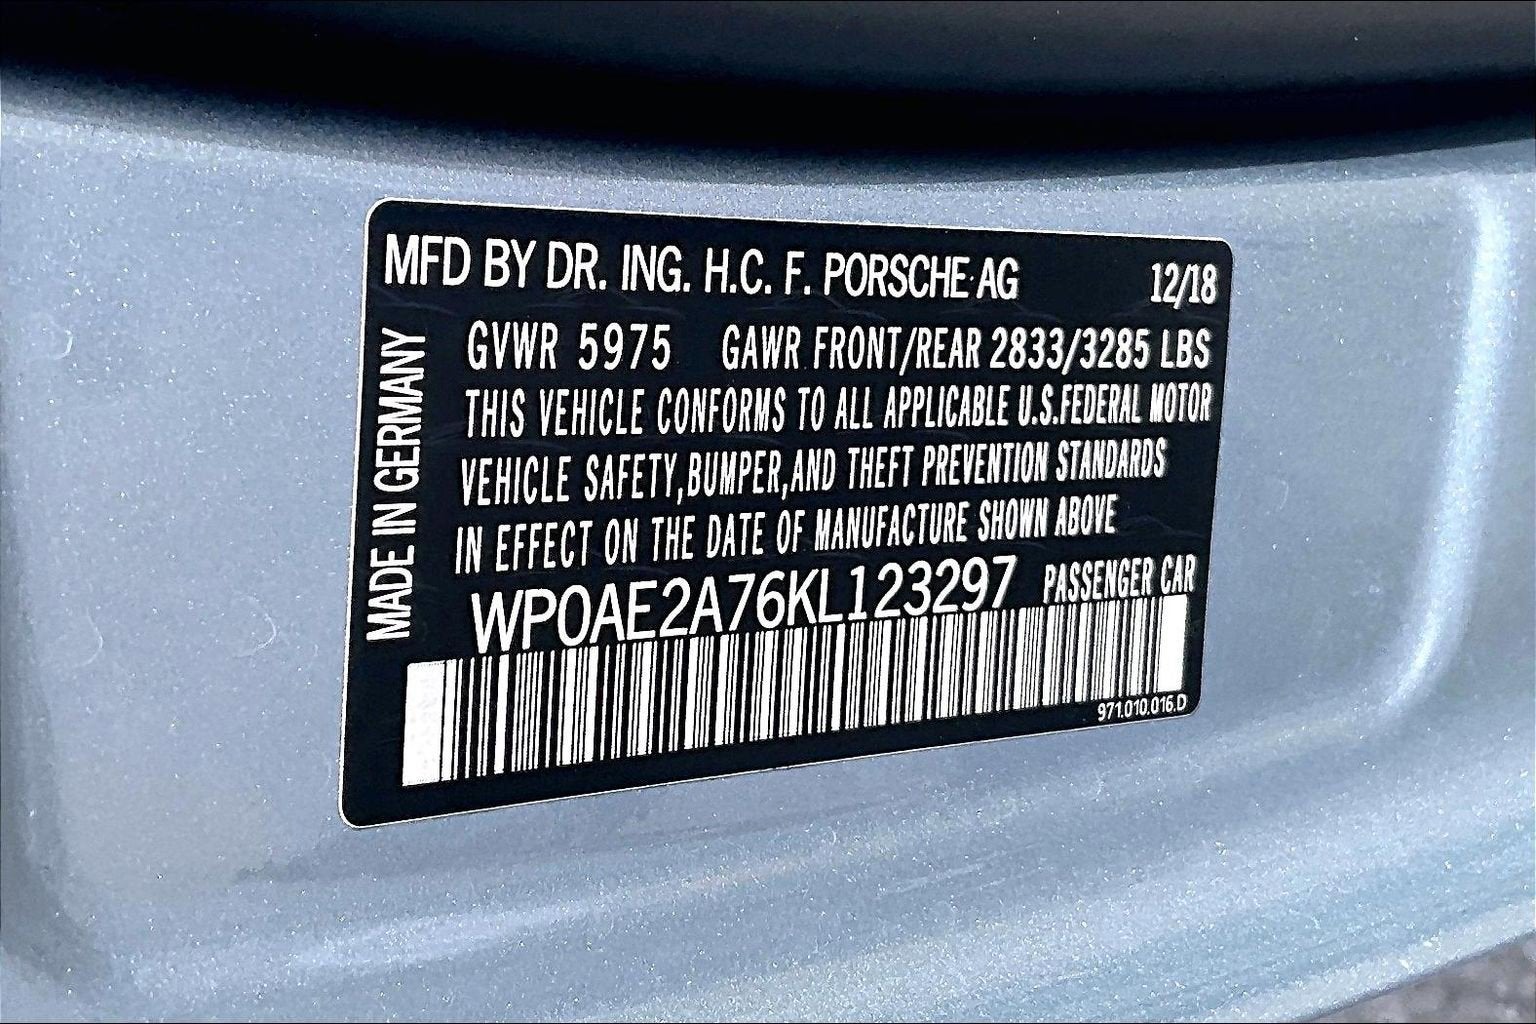 MFD BY DR. ING. H.C. F. PORSCHE AG 12/18
GVWR 5975 GAWR FRONT/REAR 2833/3285 LBS
THIS VEHICLE CONFORMS TO ALL APPLICABLE U.S.FEDERAL MOTOR
VEHICLE SAFETY,BUMPER,AND THEFT PREVENTION STANDARDS
IN EFFECT ON THE DATE OF MANUFACTURE SHOWN ABOVE
WP0AE2A76KL123297 PASSENGER CAR
971.010.016.D
MADE IN GERMANY